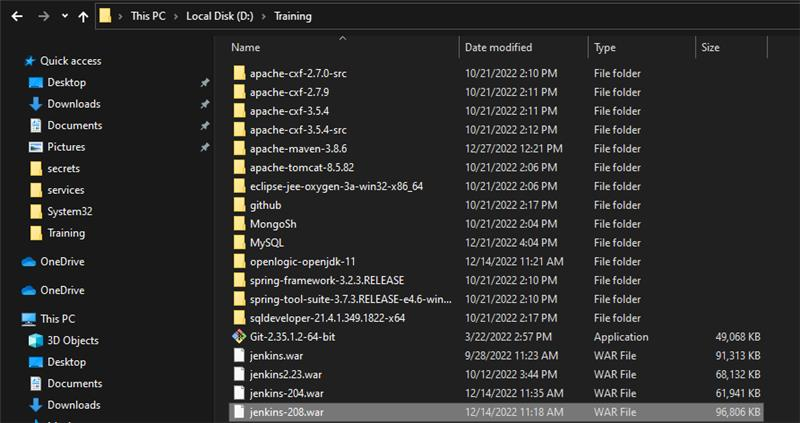 This PC > Local Disk (D:) > Training
Name Date modified Type Size
Quick access
Desktop
Downloads
Documents
Pictures
secrets
services
System32
Training
OneDrive
OneDrive
This PC
3D Objects
Desktop
Documents
Downloads
apache-cxf-2.7.0-src 10/21/2022 2:10 PM File folder
apache-cxf-2.7.9 10/21/2022 2:11 PM File folder
apache-cxf-3.5.4 10/21/2022 2:11 PM File folder
apache-cxf-3.5.4-src 10/21/2022 2:12 PM File folder
apache-maven-3.8.6 12/27/2022 12:21 PM File folder
apache-tomcat-8.5.82 10/21/2022 2:06 PM File folder
eclipse-jee-oxygen-3a-win32-x86_64 10/21/2022 2:06 PM File folder
github 10/21/2022 2:17 PM File folder
MongoSh 10/21/2022 2:04 PM File folder
MySQL 12/21/2022 4:04 PM File folder
openlogic-openjdk-11 12/14/2022 11:21 AM File folder
spring-framework-3.2.3.RELEASE 10/21/2022 2:10 PM File folder
spring-tool-suite-3.7.3.RELEASE-e4.6-win... 10/21/2022 2:10 PM File folder
sqldeveloper-21.4.1.349.1822-x64 10/21/2022 2:17 PM File folder
Git-2.35.1.2-64-bit 3/22/2022 2:57 PM Application 49,068 KB
jenkins.war 9/28/2022 11:23 AM WAR File 91,313 KB
jenkins2.23.war 10/12/2022 3:44 PM WAR File 68,132 KB
jenkins-204.war 12/14/2022 11:35 AM WAR File 61,941 KB
jenkins-208.war 12/14/2022 11:18 AM WAR File 96,806 KB